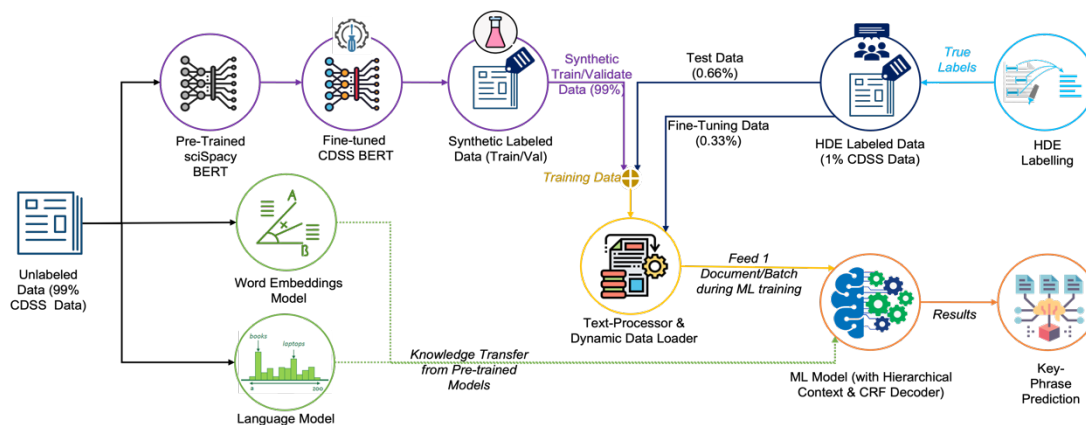 Pre-Trained
sciSpacy
BERT
Fine-tuned
CDSS BERT
Synthetic Labeled
Data (Train/Val)
Synthetic
Train/Validate
Data (99%)
Test Data
(0.66%)
Fine-Tuning Data
(0.33%)
HDE Labeled Data
(1% CDSS Data)
True
Labels
HDE
Labelling
Training Data
Unlabeled
Data (99%
CDSS Data)
A
x
B
Word Embeddings
Model
books
laptops
Language Model
Knowledge Transfer
from Pre-trained
Models
Text-Processor &
Dynamic Data Loader
Feed 1
Document/Batch
during ML training
ML Model (with Hierarchical
Context & CRF Decoder)
Results
Key-
Phrase
Prediction